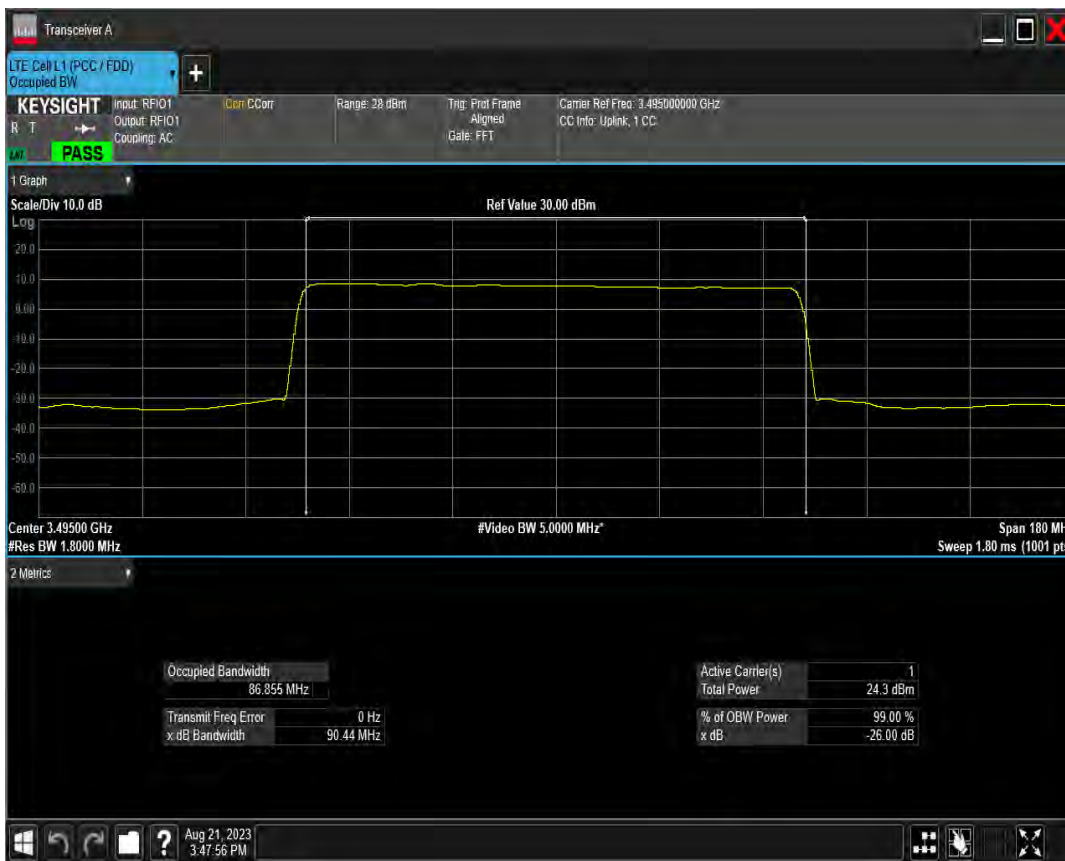 Transceiver A
LTE Cell L1 (PCC / FDD)
Occupied BW
KEYSIGHT
R T
PASS
Input: RFIO1
Output: RFIO1
Coupling: AC
Corr CCorr
Range: 28 dBm
Trig: Prot Frame
Aligned
Gate: FFT
Carrier Ref Freq: 3.495000000 GHz
CC Info: Uplink, 1 CC
1 Graph
Scale/Div 10.0 dB
Ref Value 30.00 dBm
Log
20.0
10.0
0.00
-10.0
-20.0
-30.0
-40.0
-50.0
-60.0
Center 3.49500 GHz
#Video BW 5.0000 MHz*
Span 180 MH
#Res BW 1.8000 MHz
Sweep 1.80 ms (1001 pts
2 Metrics
Occupied Bandwidth
86.855 MHz
Transmit Freq Error 0 Hz
x dB Bandwidth 90.44 MHz
Active Carrier(s) 1
Total Power 24.3 dBm
% of OBW Power 99.00 %
x dB -26.00 dB
?
Aug 21, 2023
3:47:56 PM